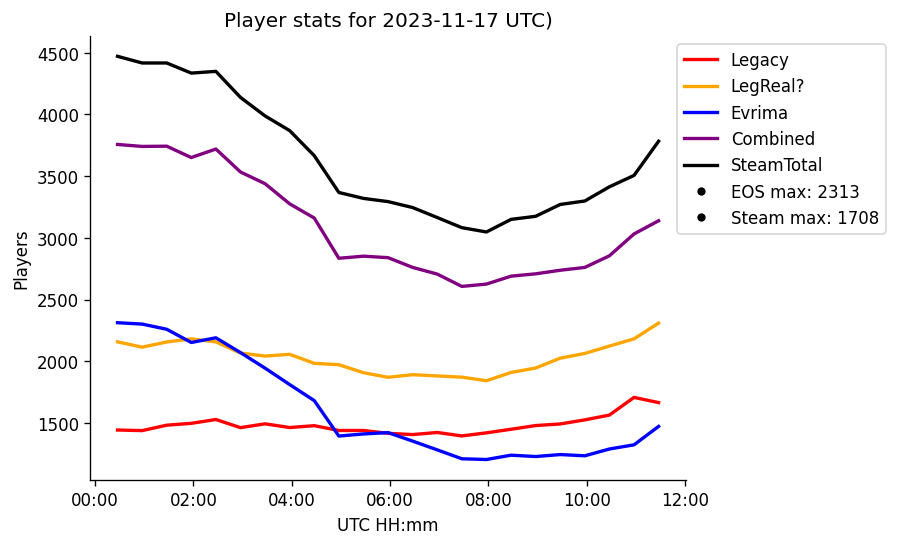 Player stats for 2023-11-17 UTC)
4500
4000
3500
3000
2500
2000
1500
Players
00:00 02:00 04:00 06:00 08:00 10:00 12:00
UTC HH:mm
Legacy
LegReal?
Evrima
Combined
SteamTotal
EOS max: 2313
Steam max: 1708